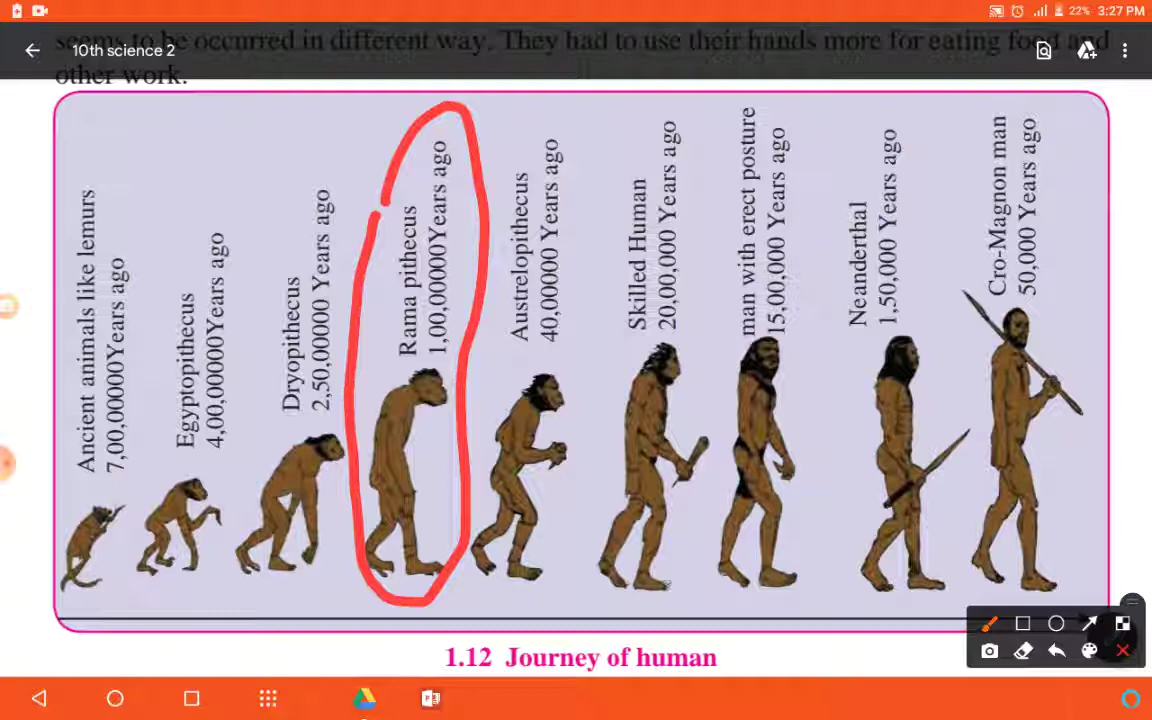 22% 3:27 PM
seems to be occurred in different way. They had to use their hands more for eating food and
10th science 2
other work.
Ancient animals like lemurs
7,00,00000Years ago
Egyptopithecus
4,00,00000Years ago
Dryopithecus
2,50,00000 Years ago
Rama pithecus
1,00,00000Years ago
Austrelopithecus
40,00000 Years ago
Skilled Human
20,00,000 Years ago
man with erect posture
15,00,000 Years ago
Neanderthal
1,50,000 Years ago
Cro-Magnon man
50,000 Years ago
1.12 Journey of human